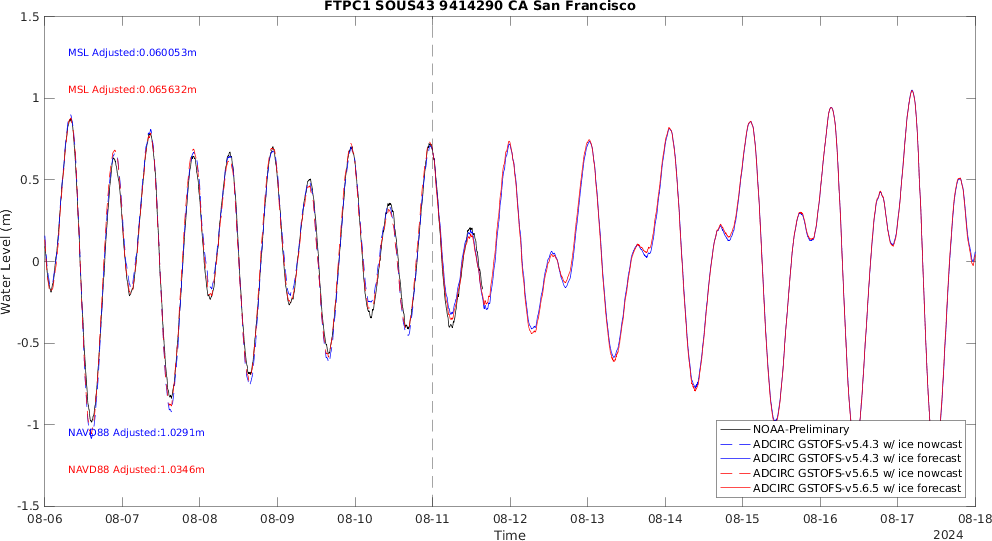 FTPC1 SOUS43 9414290 CA San Francisco
1.5
1
0.5
0
-0.5
-1
-1.5
Water Level (m)
MSL Adjusted:0.060053m
MSL Adjusted:0.065632m
NAVD88 Adjusted:1.0291m
NAVD88 Adjusted:1.0346m
NOAA-Preliminary
ADCIRC GSTOFS-v5.4.3 w/ ice nowcast
ADCIRC GSTOFS-v5.4.3 w/ ice forecast
ADCIRC GSTOFS-v5.6.5 w/ ice nowcast
ADCIRC GSTOFS-v5.6.5 w/ ice forecast
08-06 08-07 08-08 08-09 08-10 08-11 08-12 08-13 08-14 08-15 08-16 08-17 08-18
Time
2024